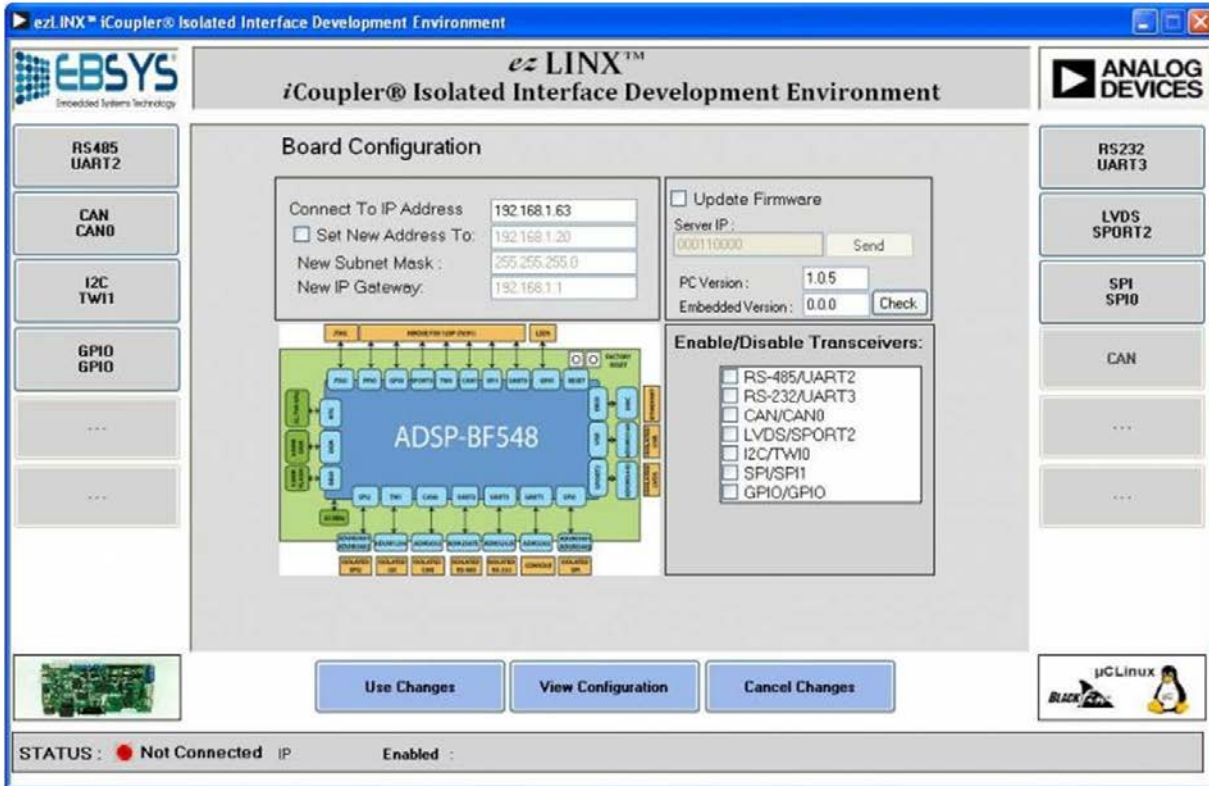 ezLINX™ iCoupler® Isolated Interface Development Environment
EBSYS
Embedded Systems Technology
ez LINX™
iCoupler® Isolated Interface Development Environment
ANALOG
DEVICES
RS485
UART2
CAN
CAN0
I2C
TWI1
GPIO
GPIO
...
...
Board Configuration
Connect To IP Address 192.168.1.63
Set New Address To: 192.168.1.20
New Subnet Mask : 255.255.255.0
New IP Gateway: 192.168.1.1
Update Firmware
Server IP :
000110000 Send
PC Version : 1.0.5
Embedded Version : 0.0.0 Check
FACTORY
RESET
ADSP-BF548
CONSOLE
Enable/Disable Transceivers:
RS-485/UART2
RS-232/UART3
CAN/CAN0
LVDS/SPORT2
I2C/TWI0
SPI/SPI1
GPIO/GPIO
RS232
UART3
LVDS
SPORT2
SPI
SPI0
CAN
...
...
Use Changes
View Configuration
Cancel Changes
µCLinux
BLACK
STATUS : Not Connected IP Enabled :